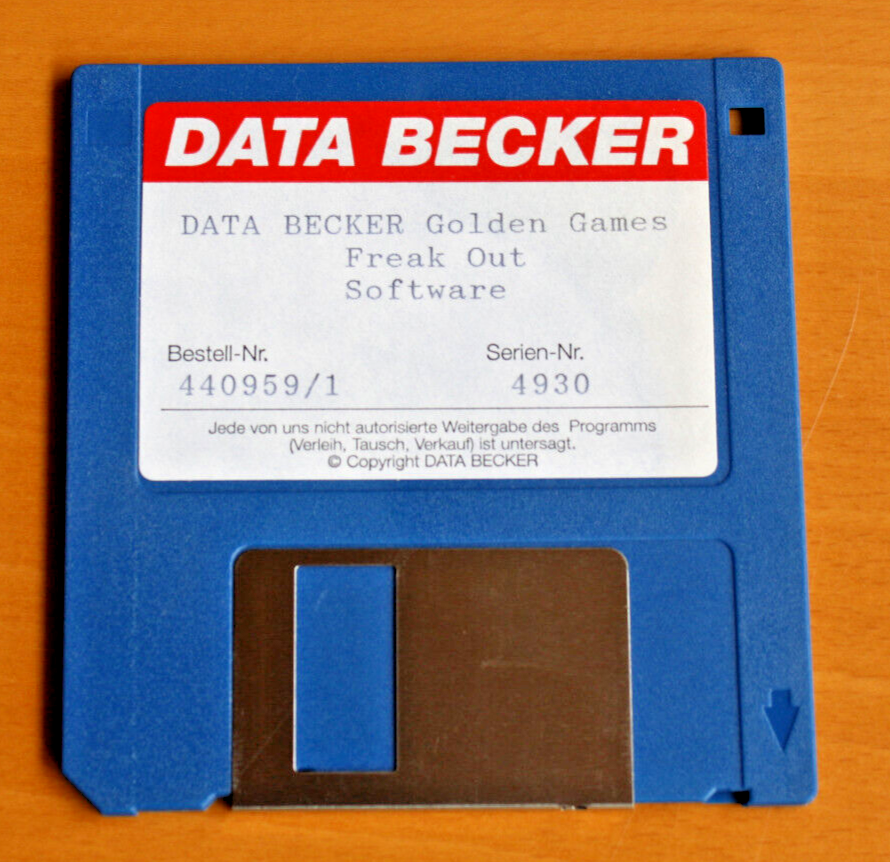 DATA BECKER
DATA BECKER Golden Games
Freak Out
Software
Bestell-Nr. Serien-Nr.
440959/1 4930
Jede von uns nicht autorisierte Weitergabe des Programms
(Verleih, Tausch, Verkauf) ist untersagt.
© Copyright DATA BECKER